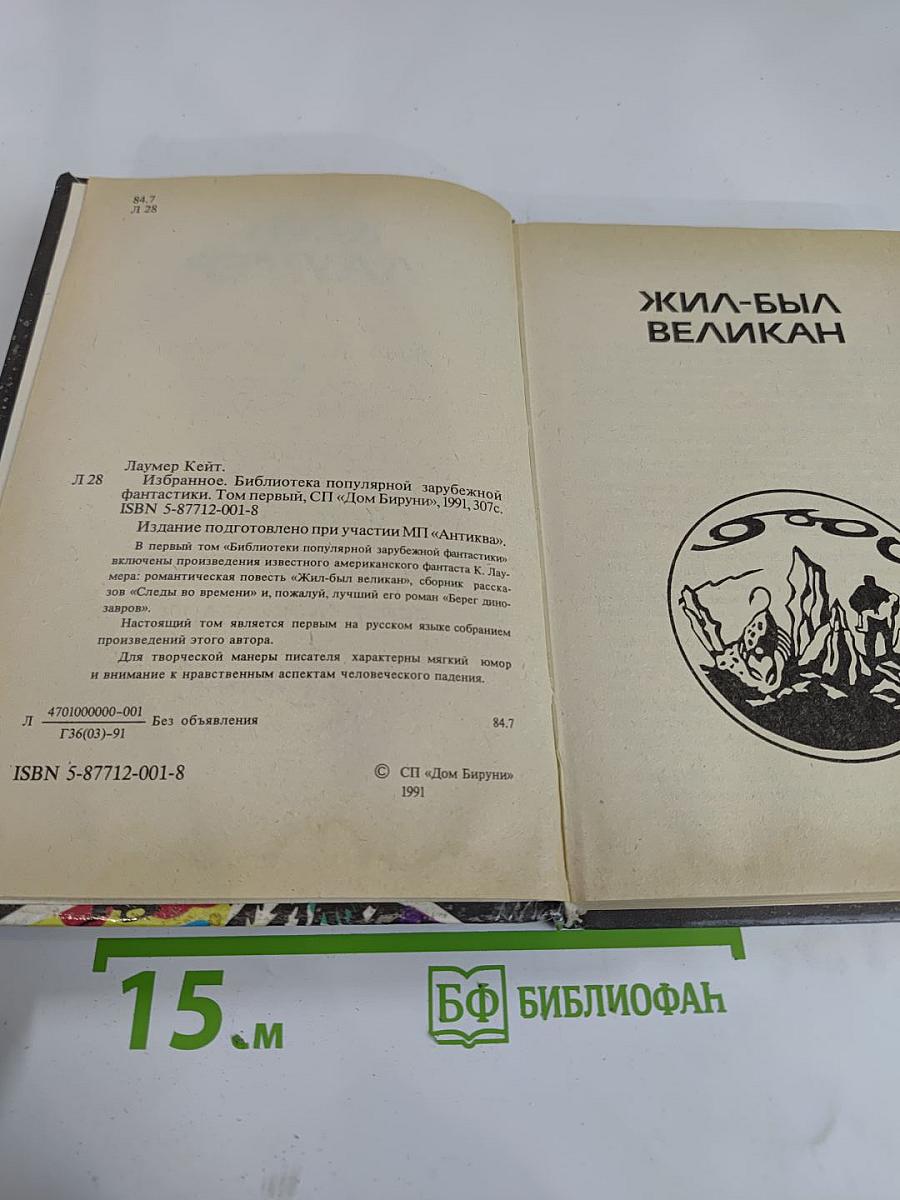 84.7
Л 28
Лаумер Кейт.
Л 28 Избранное. Библиотека популярной зарубежной
фантастики. Том первый, СП «Дом Бируни», 1991, 307с.
ISBN 5-87712-001-8
Издание подготовлено при участии МП «Антиква».
В первый том «Библиотеки популярной зарубежной фантастики»
включены произведения известного американского фантаста К. Лау-
мера: романтическая повесть «Жил-был великан», сборник расска-
зов «Следы во времени» и, пожалуй, лучший его роман «Берег дино-
завров».
Настоящий том является первым на русском языке собранием
произведений этого автора.
Для творческой манеры писателя характерны мягкий юмор
и внимание к нравственным аспектам человеческого падения.
Л 4701000000-001 Без объявления 84.7
Г36(03)-91
ISBN 5-87712-001-8
© СП «Дом Бируни»
1991
ЖИЛ-БЫЛ
ВЕЛИКАН
15 см
БФ БИБЛИОФАН